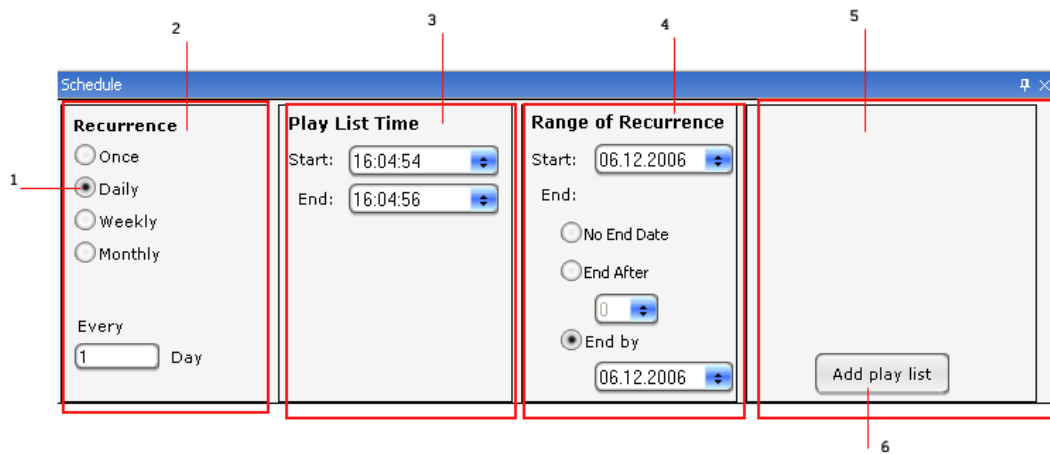 2
3
4
5
Schedule
Recurrence
Once
1
Daily
Weekly
Monthly
Every
1 Day
Play List Time
Start: 16:04:54
End: 16:04:56
Range of Recurrence
Start: 06.12.2006
End:
No End Date
End After
0
End by
06.12.2006
Add play list
6